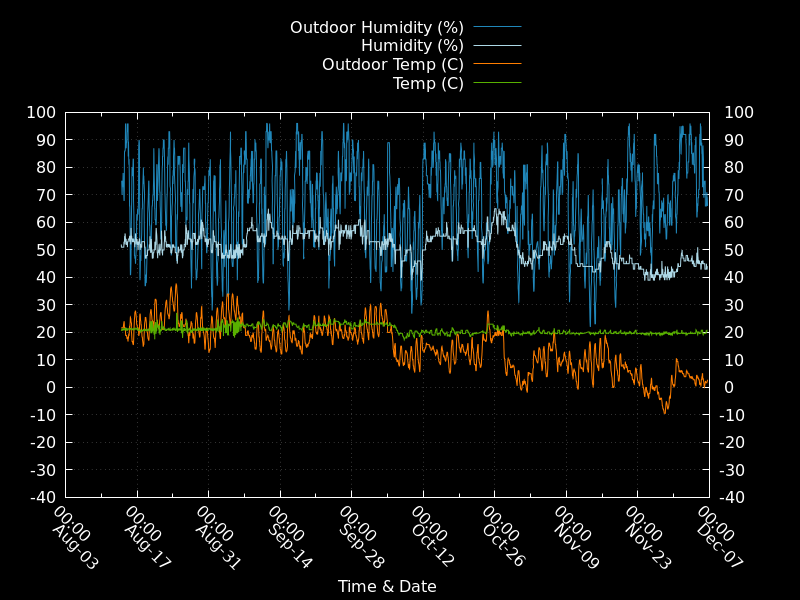 Outdoor Humidity (%)
Humidity (%)
Outdoor Temp (C)
Temp (C)
100 100
90 90
80 80
70 70
60 60
50 50
40 40
30 30
20 20
10 10
0 0
-10 -10
-20 -20
-30 -30
-40 -40
00:00
Aug-03
00:00
Aug-17
00:00
Aug-31
00:00
Sep-14
00:00
Sep-28
00:00
Oct-12
00:00
Oct-26
00:00
Nov-09
00:00
Nov-23
00:00
Dec-07
Time & Date